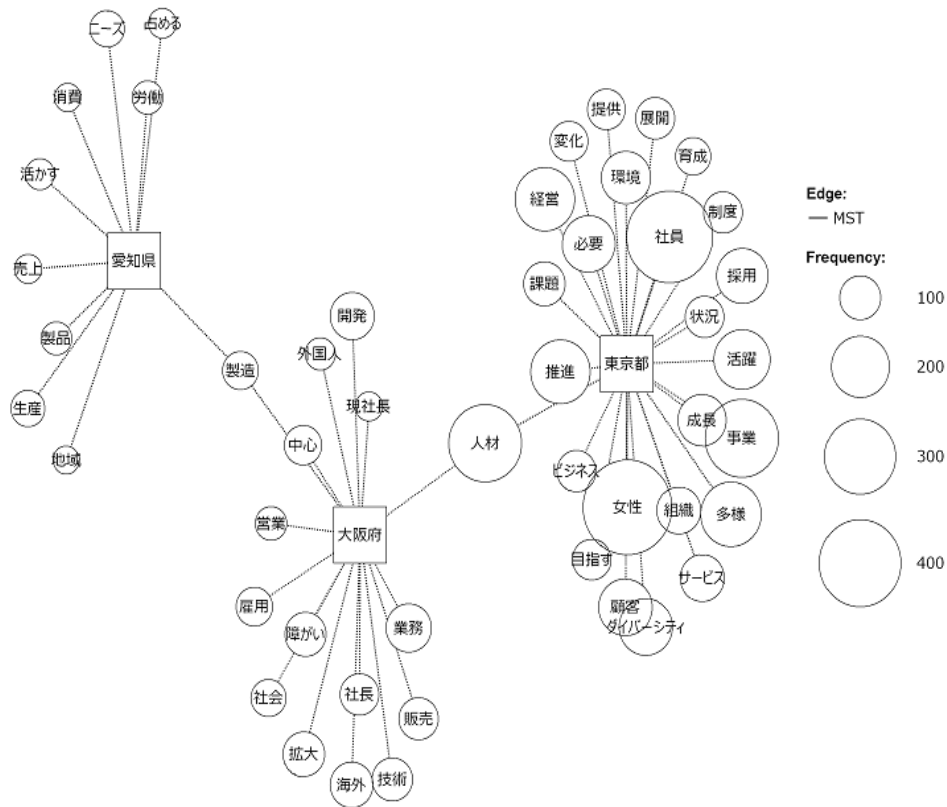 ニーズ
占める
消費
労働
活かす
愛知県
売上
製品
生産
地域
製造
開発
外国人
現社長
中心
営業
大阪府
雇用
障がい
業務
社会
社長
販売
拡大
海外
技術
人材
提供
展開
変化
育成
環境
経営
制度
社員
必要
採用
課題
状況
東京都
推進
活躍
成長
事業
ビジネス
女性
組織
多様
目指す
サービス
顧客
ダイバーシティ
Edge:
MST
Frequency:
100
200
300
400